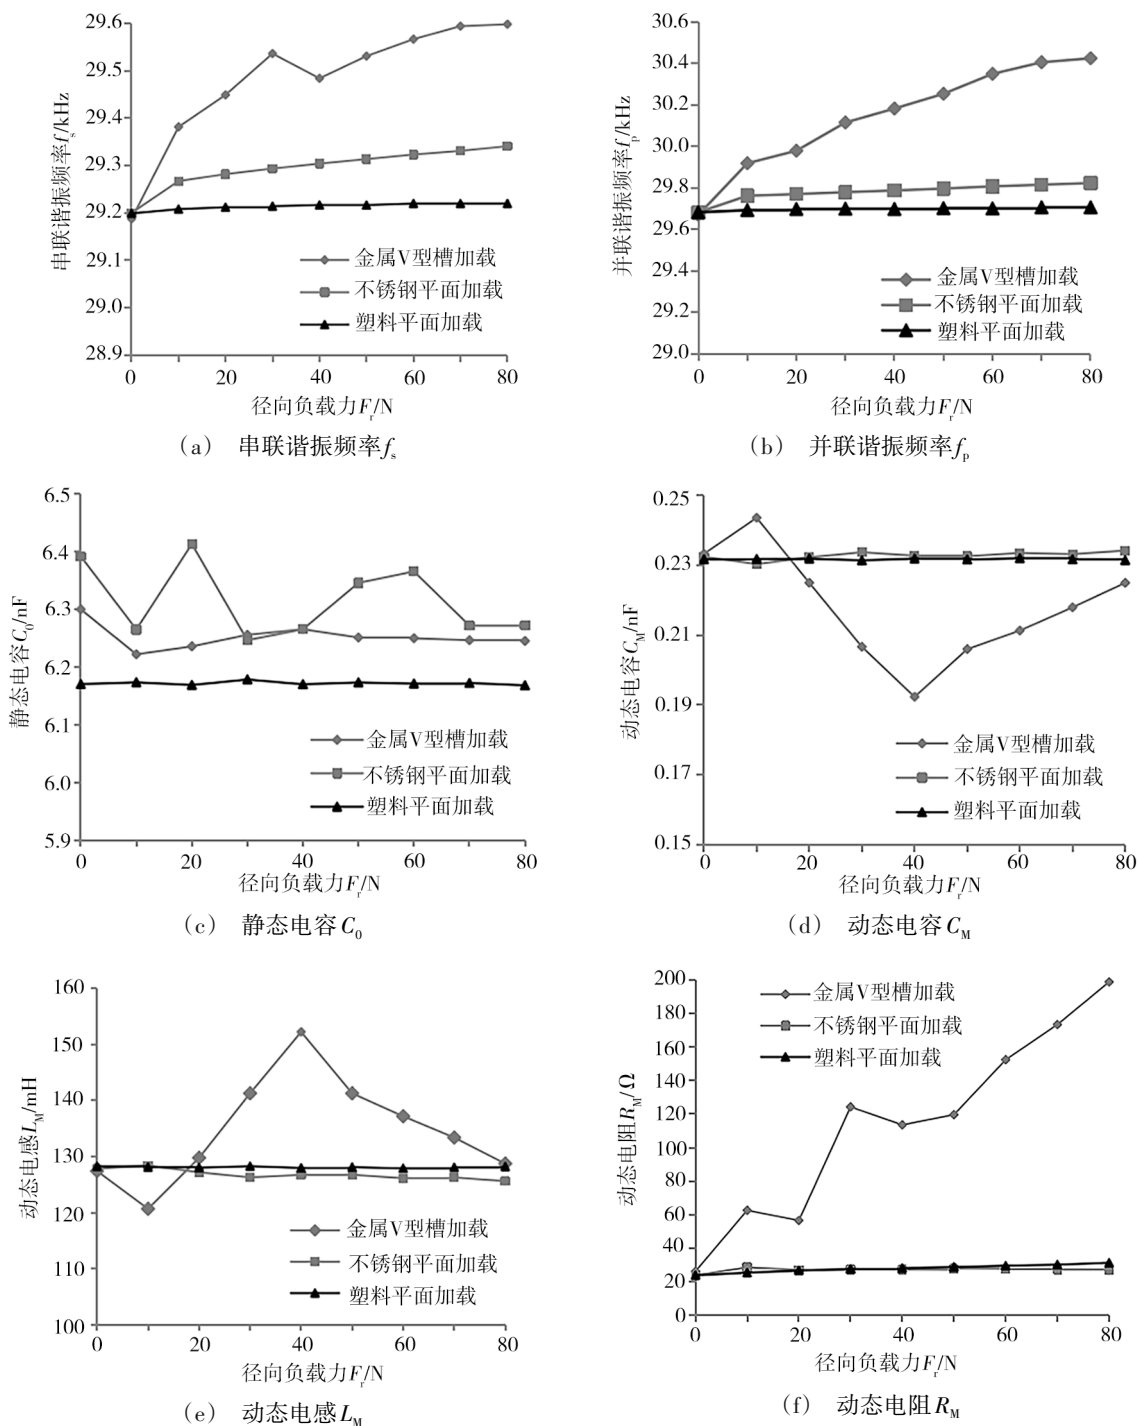 29.6
29.5
29.4
29.3
29.2
29.1
29.0
28.9
串联谐振频率fs/kHz
金属V型槽加载
不锈钢平面加载
塑料平面加载
0 20 40 60 80
径向负载力Fr/N
(a) 串联谐振频率fs
30.6
30.4
30.2
30.0
29.8
29.6
29.4
29.2
29.0
并联谐振频率fp/kHz
金属V型槽加载
不锈钢平面加载
塑料平面加载
0 20 40 60 80
径向负载力Fr/N
(b) 并联谐振频率fp
6.5
6.4
6.3
6.2
6.1
6.0
5.9
静态电容C0/nF
金属V型槽加载
不锈钢平面加载
塑料平面加载
0 20 40 60 80
径向负载力Fr/N
(c) 静态电容C0
0.25
0.23
0.21
0.19
0.17
0.15
动态电容CM/nF
金属V型槽加载
不锈钢平面加载
塑料平面加载
0 20 40 60 80
径向负载力Fr/N
(d) 动态电容CM
160
150
140
130
120
110
100
动态电感LM/mH
金属V型槽加载
不锈钢平面加载
塑料平面加载
0 20 40 60 80
径向负载力Fr/N
(e) 动态电感LM
200
180
160
140
120
100
80
60
40
20
0
动态电阻RM/Ω
金属V型槽加载
不锈钢平面加载
塑料平面加载
0 20 40 60 80
径向负载力Fr/N
(f) 动态电阻RM